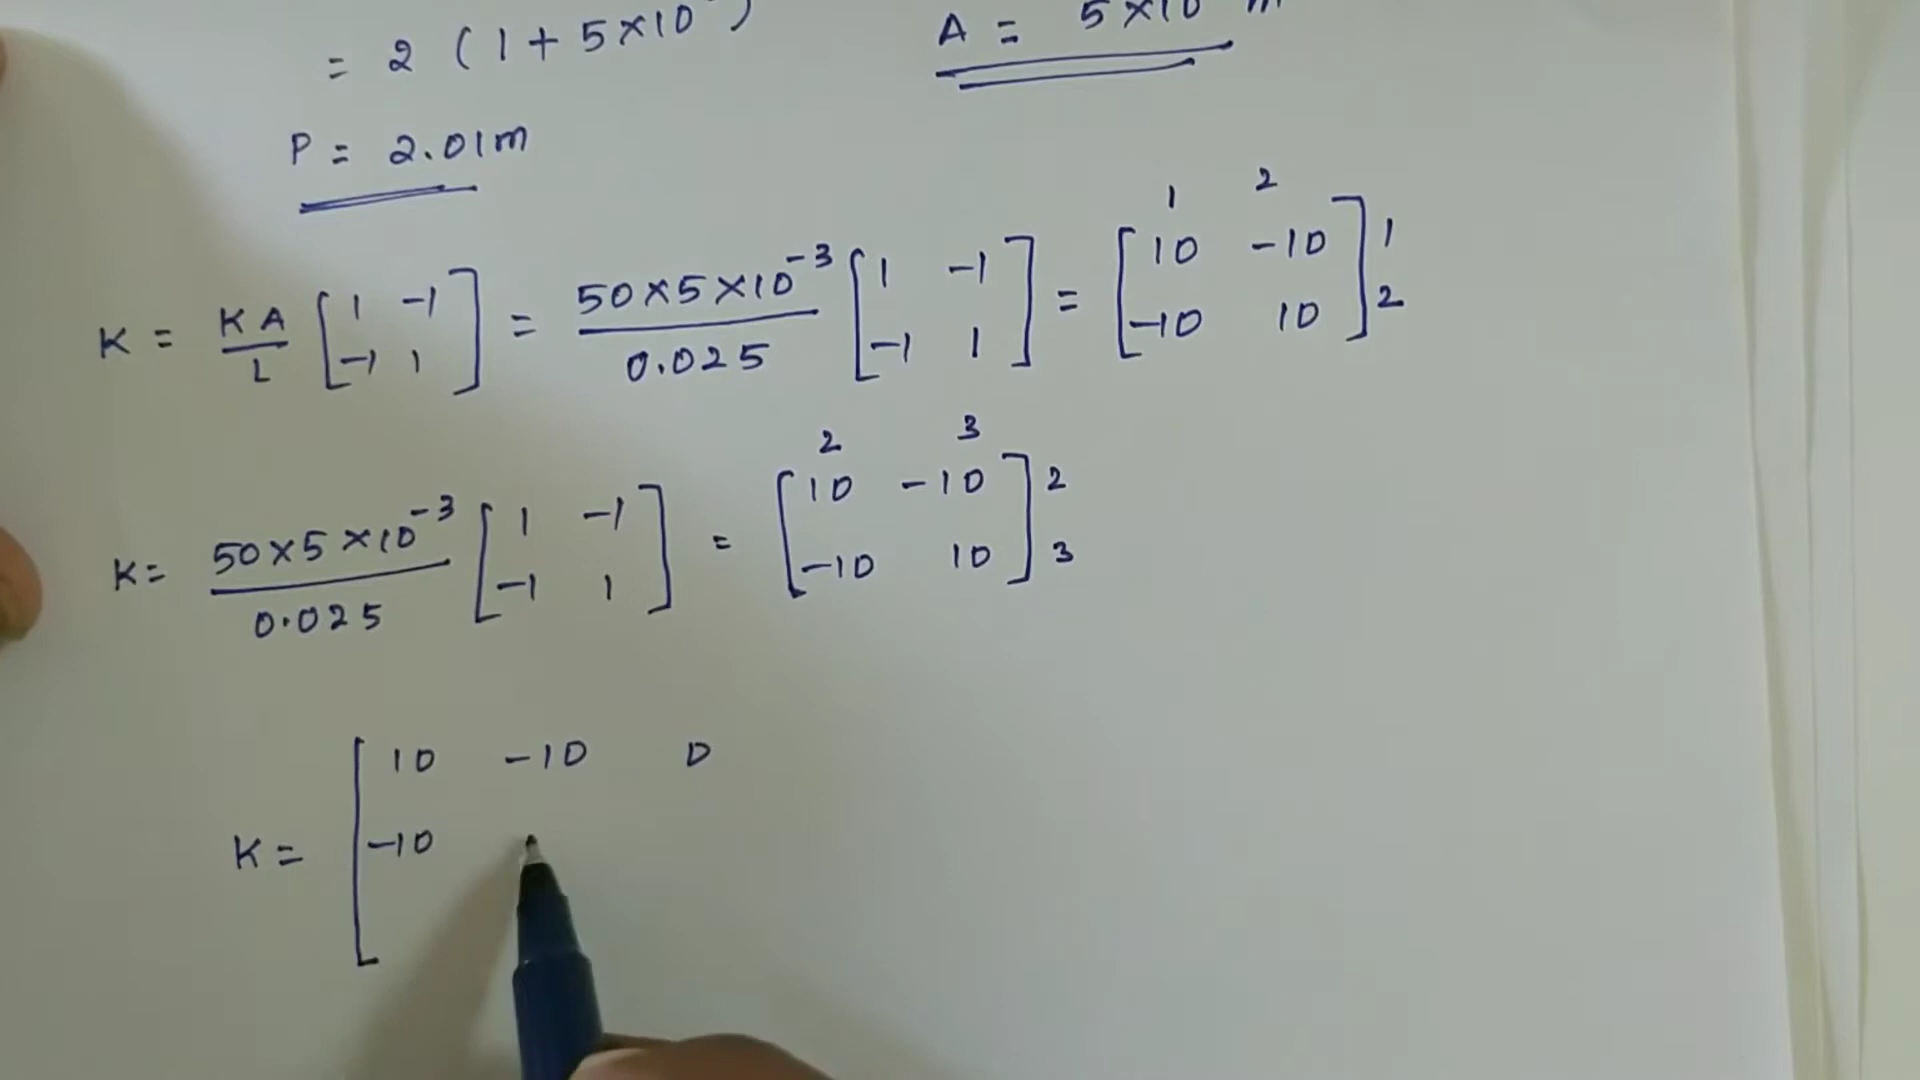 = 2 (1 + 5×10 )
A = 5×10
P = 2.01m
K = KA/L [1 -1; -1 1] = 50×5×10^-3/0.025 [1 -1; -1 1] = [10 -10; -10 10] 1 2 1 2
K = 50×5×10^-3/0.025 [1 -1; -1 1] = [10 -10; -10 10] 2 3 2 3
K = [10 -10 0
-10